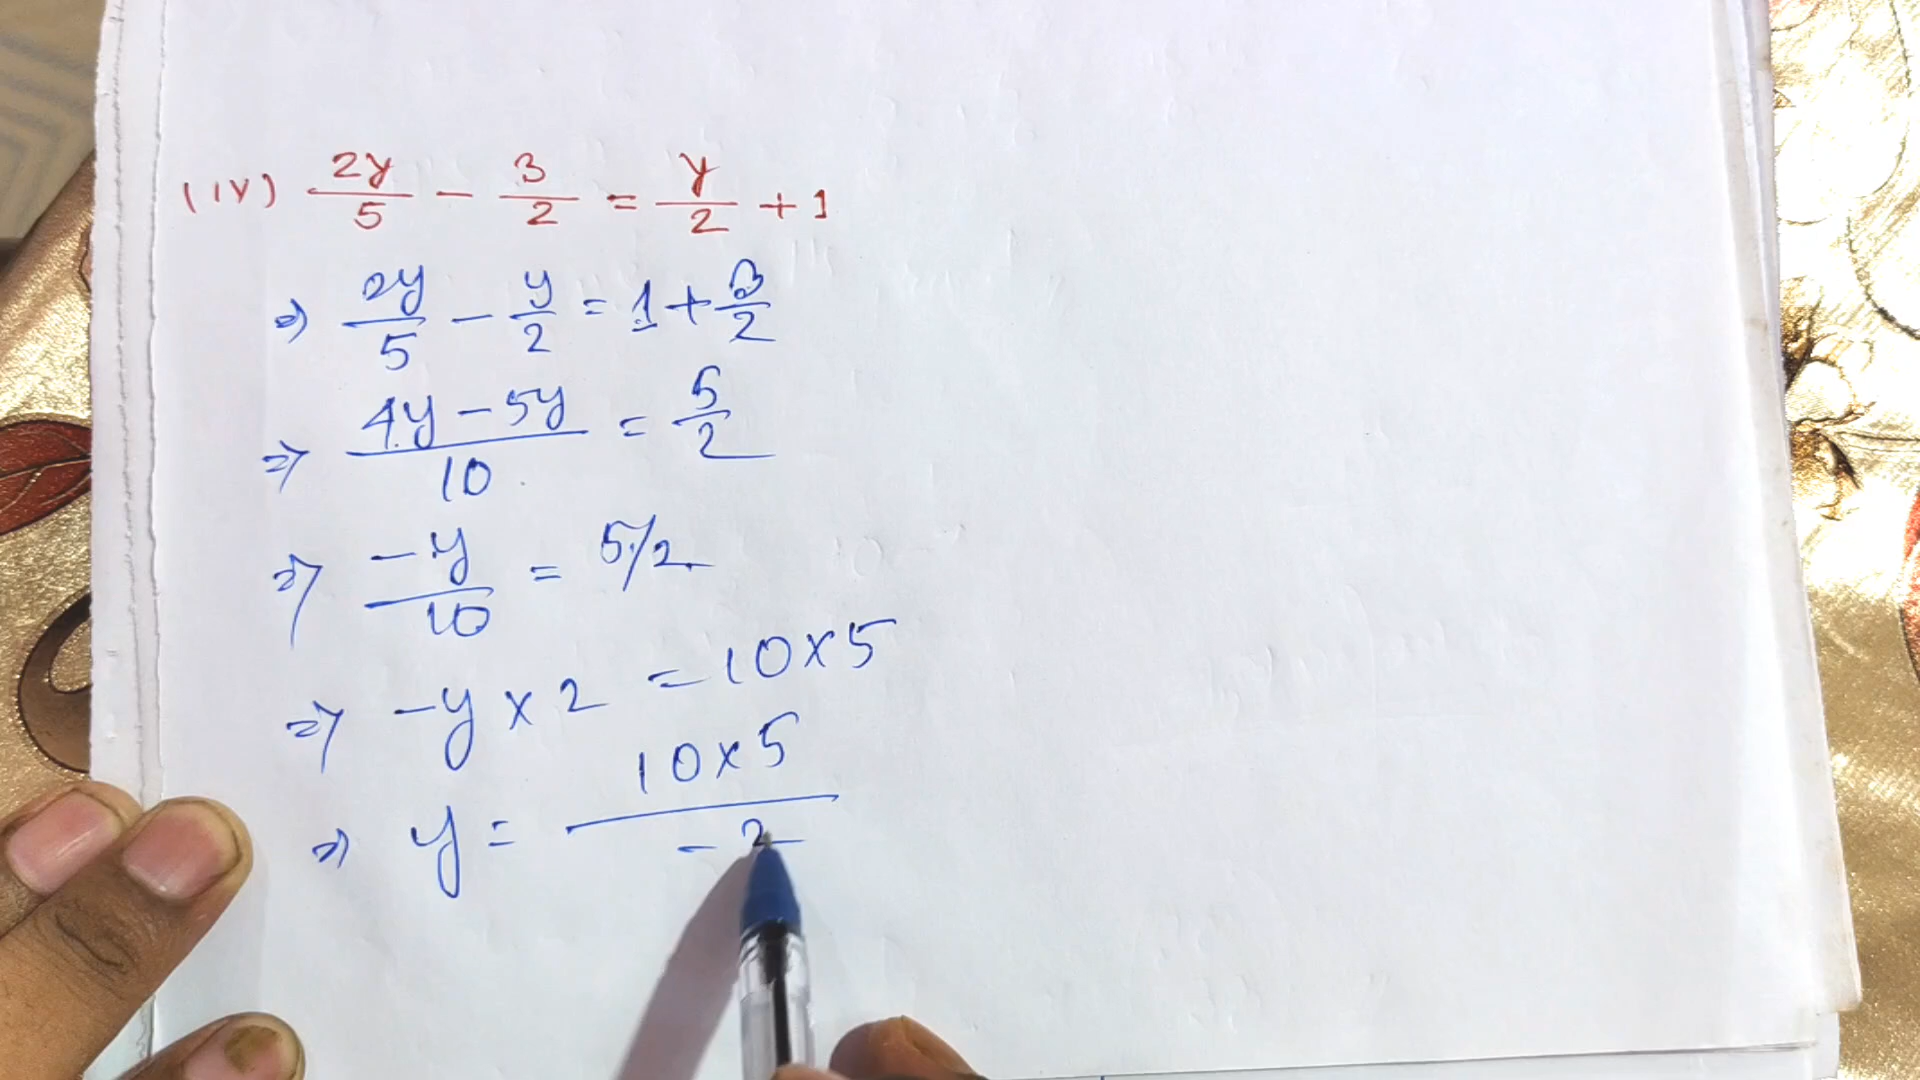 (iv) 2y/5 - 3/2 = y/2 + 1
⇒ 2y/5 - y/2 = 1 + 3/2
⇒ (4y - 5y)/10 = 5/2
⇒ -y/10 = 5/2
⇒ -y × 2 = 10 × 5
⇒ y = (10 × 5)/-2